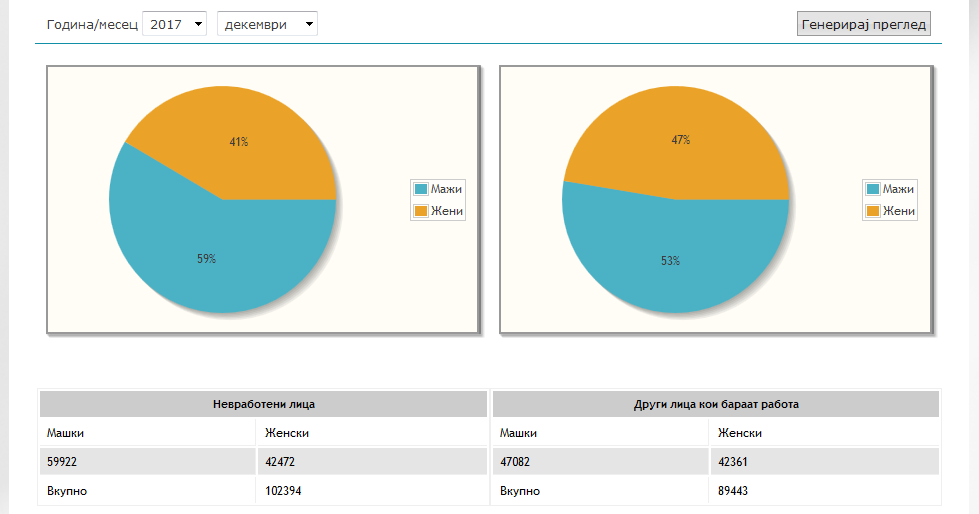 Година/месец 2017 декември Генерирај преглед
41%
59%
Мажи
Жени
47%
53%
Мажи
Жени
Невработени лица Други лица кои бараат работа
Машки Женски Машки Женски
59922 42472 47082 42361
Вкупно 102394 Вкупно 89443